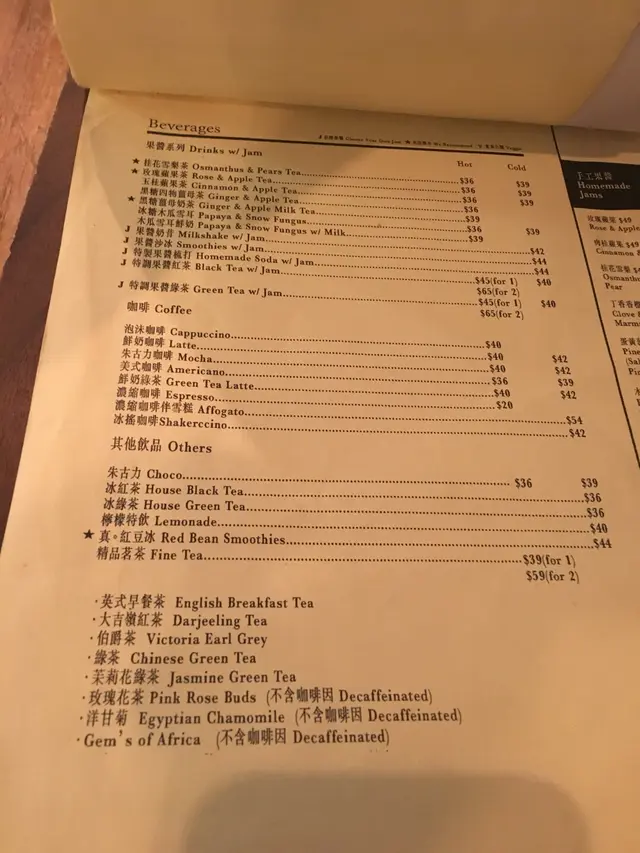 Beverages
果醬系列 Drinks w/ Jam
Hot Cold
★ 桂花雪梨茶 Osmanthus & Pears Tea $36 $39
★ 玫瑰蘋果茶 Rose & Apple Tea $36 $39
玉桂蘋果茶 Cinnamon & Apple Tea $36 $39
黑糖四物薑母茶 Ginger & Apple Tea $36
★ 黑糖薑母奶茶 Ginger & Apple Milk Tea $39
冰糖木瓜雪耳 Papaya & Snow Fungus $36 $39
木瓜雪耳鮮奶 Papaya & Snow Fungus w/ Milk $39
J 果醬奶昔 Milkshake w/ Jam $42
J 果醬沙冰 Smoothies w/ Jam $44
J 特製果醬梳打 Homemade Soda w/ Jam $44
J 特調果醬紅茶 Black Tea w/ Jam $45(for 1) $40
$65(for 2)
J 特調果醬綠茶 Green Tea w/ Jam $45(for 1) $40
$65(for 2)
咖啡 Coffee
泡沫咖啡 Cappuccino $40
鮮奶咖啡 Latte $40 $42
朱古力咖啡 Mocha $40 $42
美式咖啡 Americano $36 $39
鮮奶綠茶 Green Tea Latte $40 $42
濃縮咖啡 Espresso $20
濃縮咖啡伴雪糕 Affogato $54
冰搖咖啡Shakerccino $42
其他飲品 Others
朱古力 Choco $36 $39
冰紅茶 House Black Tea $36
冰綠茶 House Green Tea $36
檸檬特飲 Lemonade $40
★ 真。紅豆冰 Red Bean Smoothies $44
精品茗茶 Fine Tea $39(for 1)
$59(for 2)
·英式早餐茶 English Breakfast Tea
·大吉嶺紅茶 Darjeeling Tea
·伯爵茶 Victoria Earl Grey
·綠茶 Chinese Green Tea
·茉莉花綠茶 Jasmine Green Tea
·玫瑰花茶 Pink Rose Buds (不含咖啡因 Decaffeinated)
·洋甘菊 Egyptian Chamomile (不含咖啡因 Decaffeinated)
·Gem's of Africa (不含咖啡因 Decaffeinated)
手工果醬
Homemade
Jams
玫瑰蘋果 $49
Rose & Apple
肉桂蘋果 $49
Cinnamon &
桂花雪梨
Pear